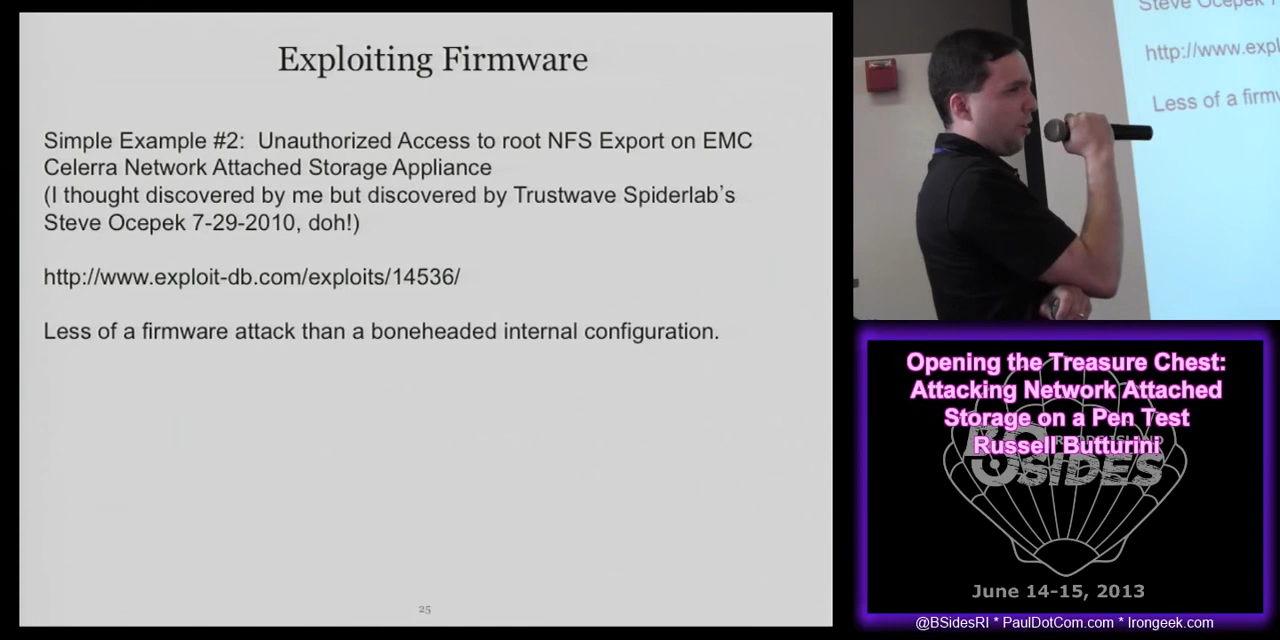 Exploiting Firmware
Simple Example #2:  Unauthorized Access to root NFS Export on EMC
Celerra Network Attached Storage Appliance
(I thought discovered by me but discovered by Trustwave Spiderlab’s
Steve Ocepek 7-29-2010, doh!)
http://www.exploit-db.com/exploits/14536/
Less of a firmware attack than a boneheaded internal configuration.
25
Steve Ocepek 7
http://www.expl
Less of a firmw
Opening the Treasure Chest:
Attacking Network Attached
Storage on a Pen Test
Russell Butturini
BSIDES
June 14-15, 2013
@BSidesRI * PaulDotCom.com * Irongeek.com